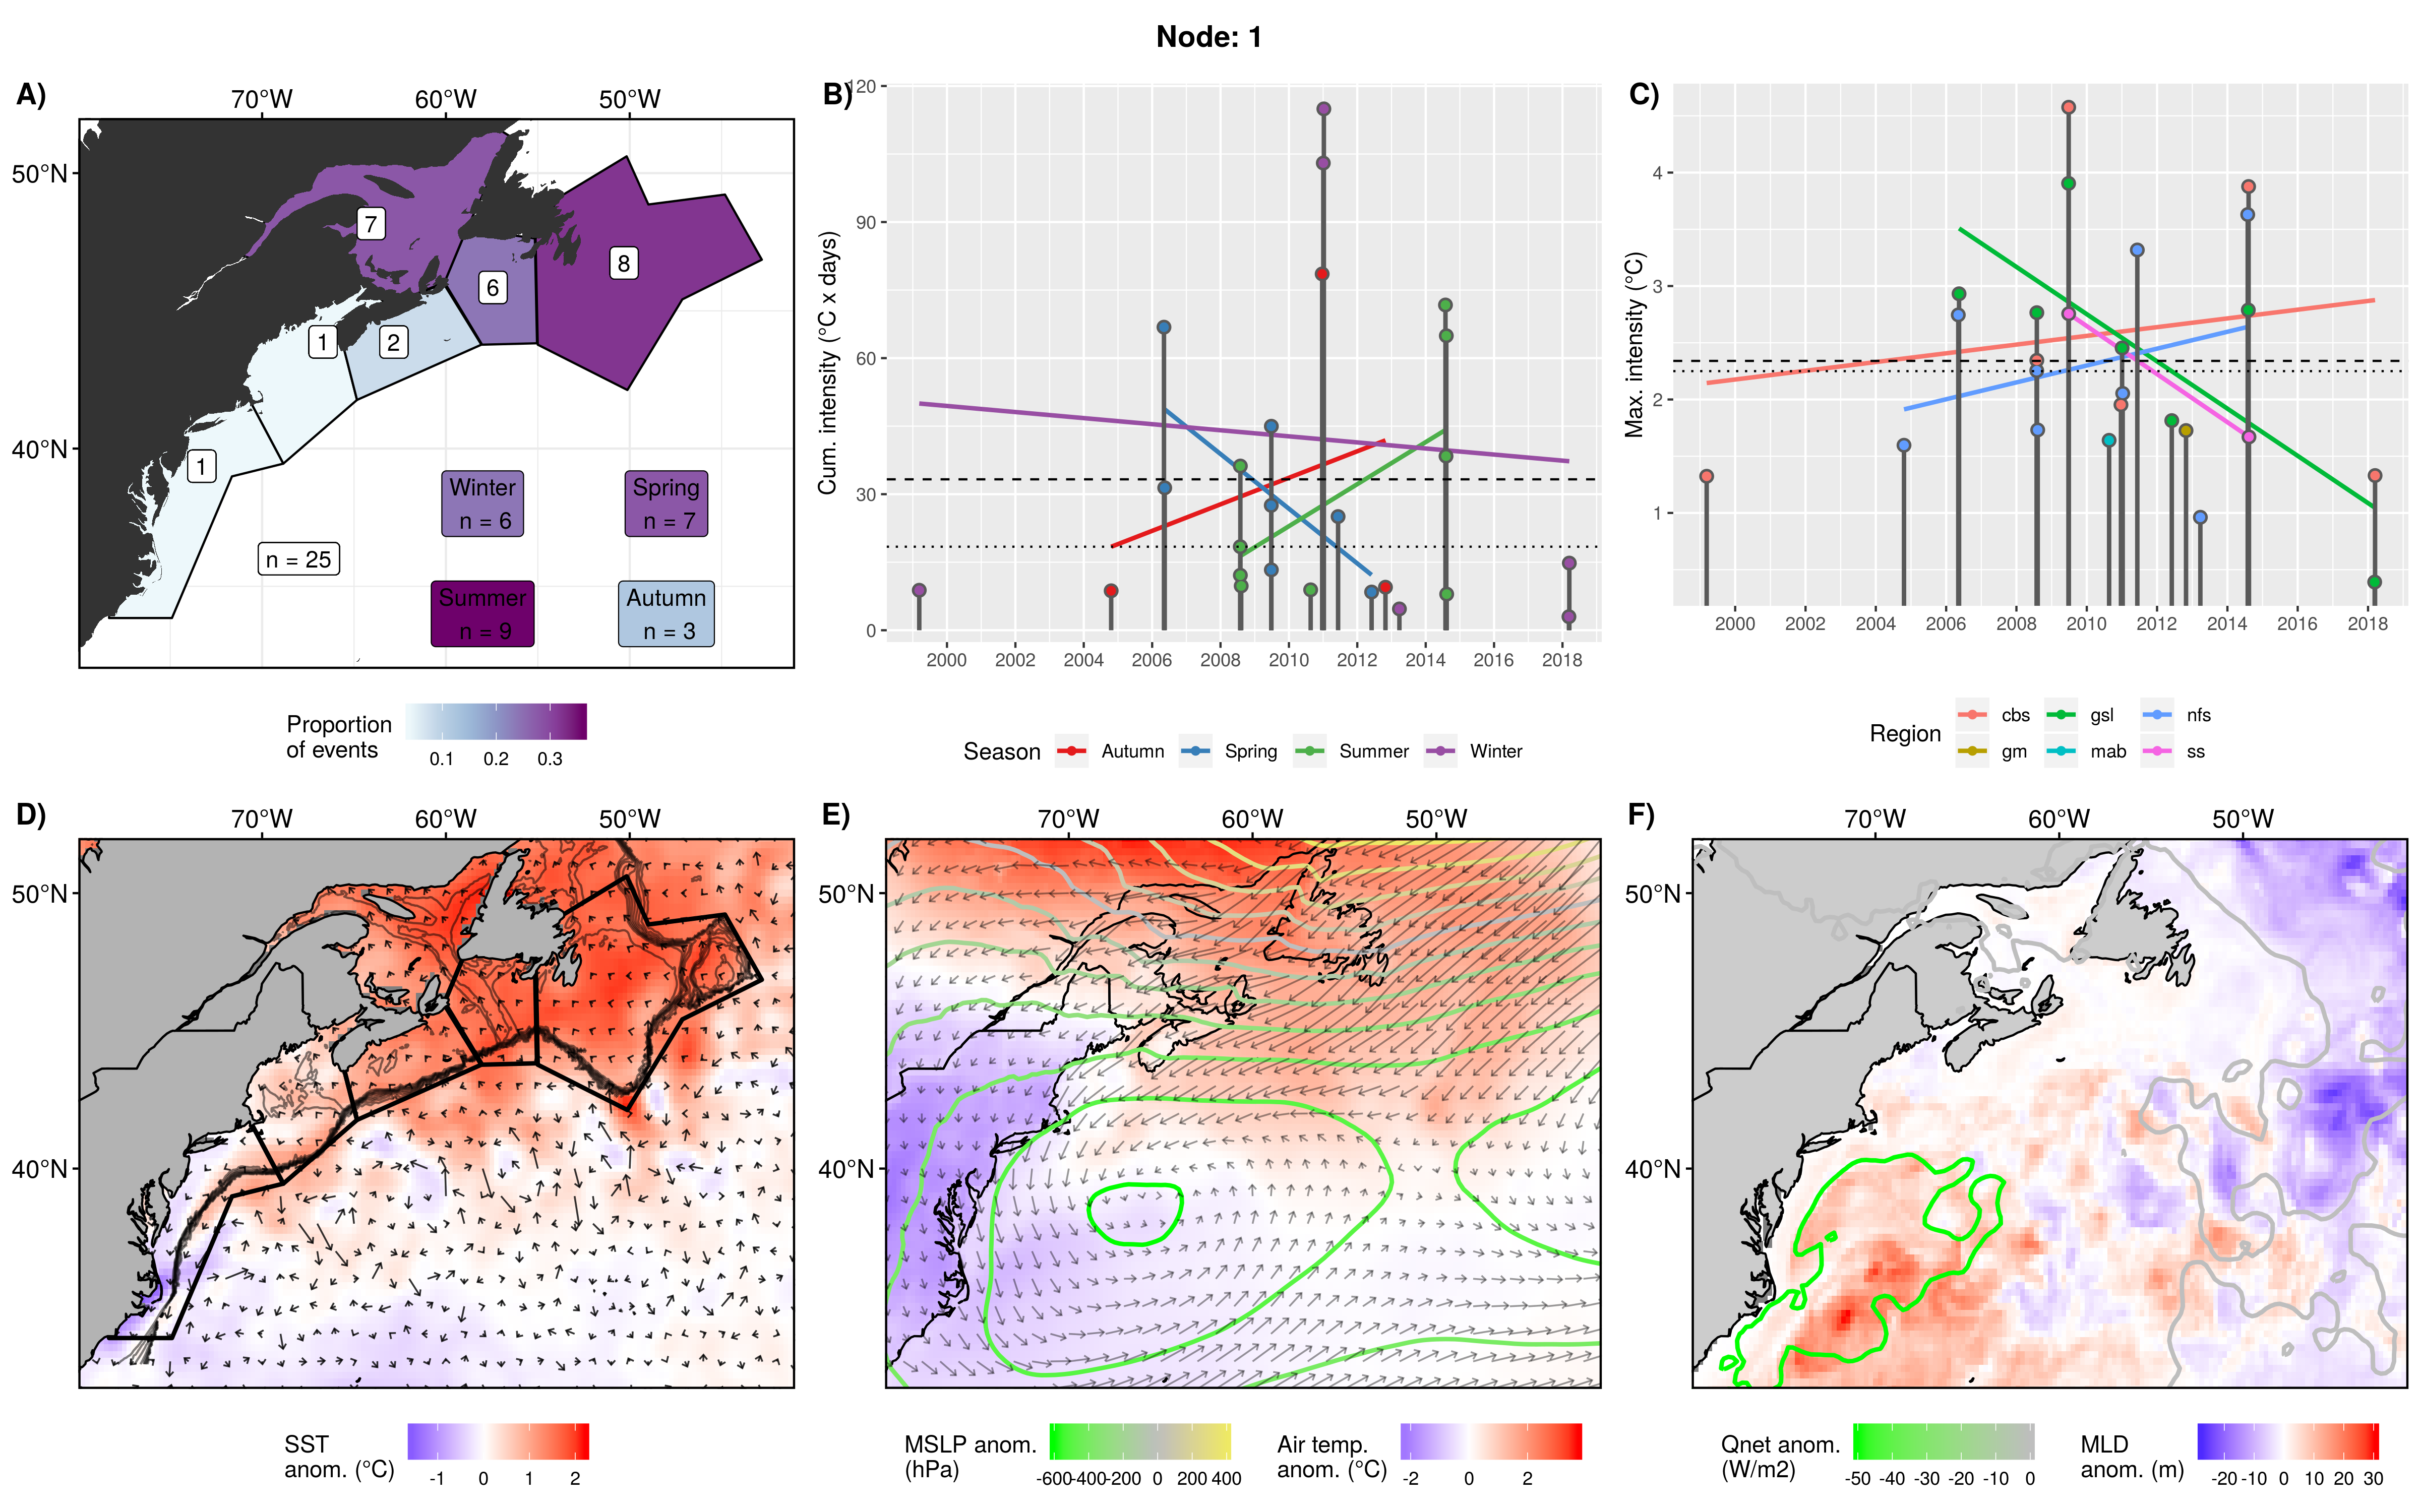 Node: 1
A)
70°W 60°W 50°W
50°N
40°N
7
8
6
1
2
1
n = 25
Winter
n = 6
Spring
n = 7
Summer
n = 9
Autumn
n = 3
Proportion
of events
0.1 0.2 0.3
B)
Cum. intensity (°C x days)
120
90
60
30
0
2000 2002 2004 2006 2008 2010 2012 2014 2016 2018
Season Autumn Spring Summer Winter
C)
Max. intensity (°C)
4
3
2
1
2000 2002 2004 2006 2008 2010 2012 2014 2016 2018
Region
cbs gsl nfs
gm mab ss
D)
70°W 60°W 50°W
50°N
40°N
SST
anom. (°C)
-1 0 1 2
E)
70°W 60°W 50°W
50°N
40°N
MSLP anom.
(hPa)
-600 -400 -200 0 200 400
Air temp.
anom. (°C)
-2 0 2
F)
70°W 60°W 50°W
50°N
40°N
Qnet anom.
(W/m2)
-50 -40 -30 -20 -10 0
MLD
anom. (m)
-20 -10 0 10 20 30